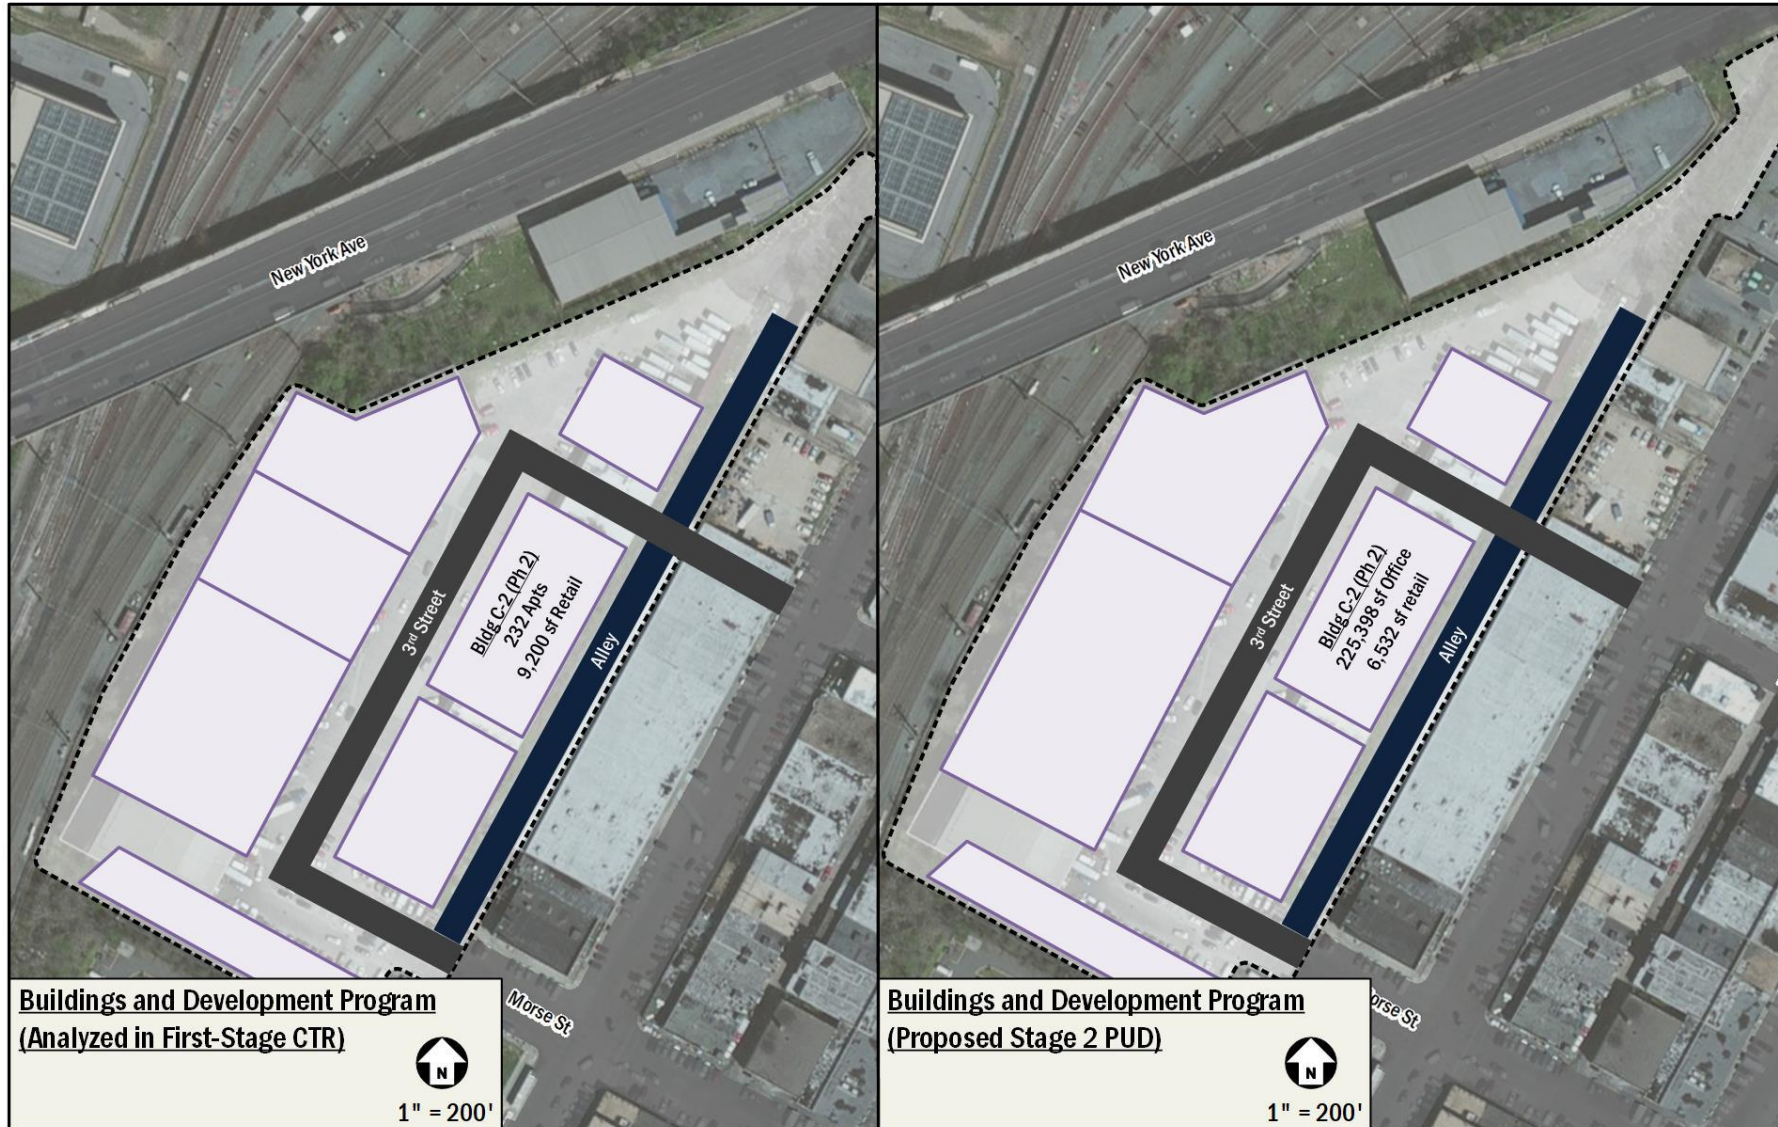 New York Ave
Bldg C-2 (Ph 2)
232 Apts
9,200 sf Retail
3rd Street
Alley
Morse St
Buildings and Development Program
(Analyzed in First-Stage CTR)
N
1" = 200'
New York Ave
Bldg C-2 (Ph 2)
225,398 sf Office
6,532 sf retail
3rd Street
Alley
orse St
Buildings and Development Program
(Proposed Stage 2 PUD)
N
1" = 200'